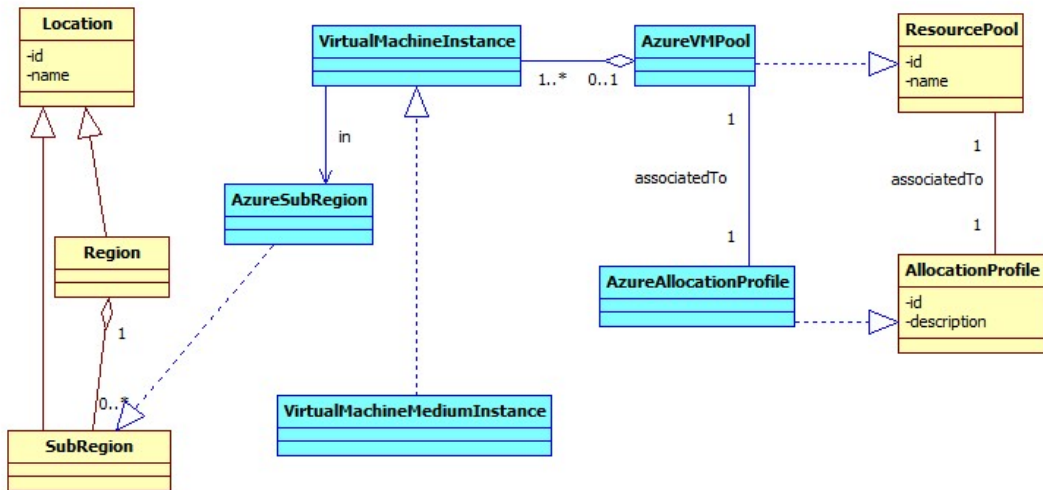 Location
-id
-name
VirtualMachineInstance
1..*
0..1
AzureVMPool
ResourcePool
-id
-name
in
1
associatedTo
1
1
associatedTo
1
AzureSubRegion
Region
1
0..*
SubRegion
AzureAllocationProfile
AllocationProfile
-id
-description
VirtualMachineMediumInstance